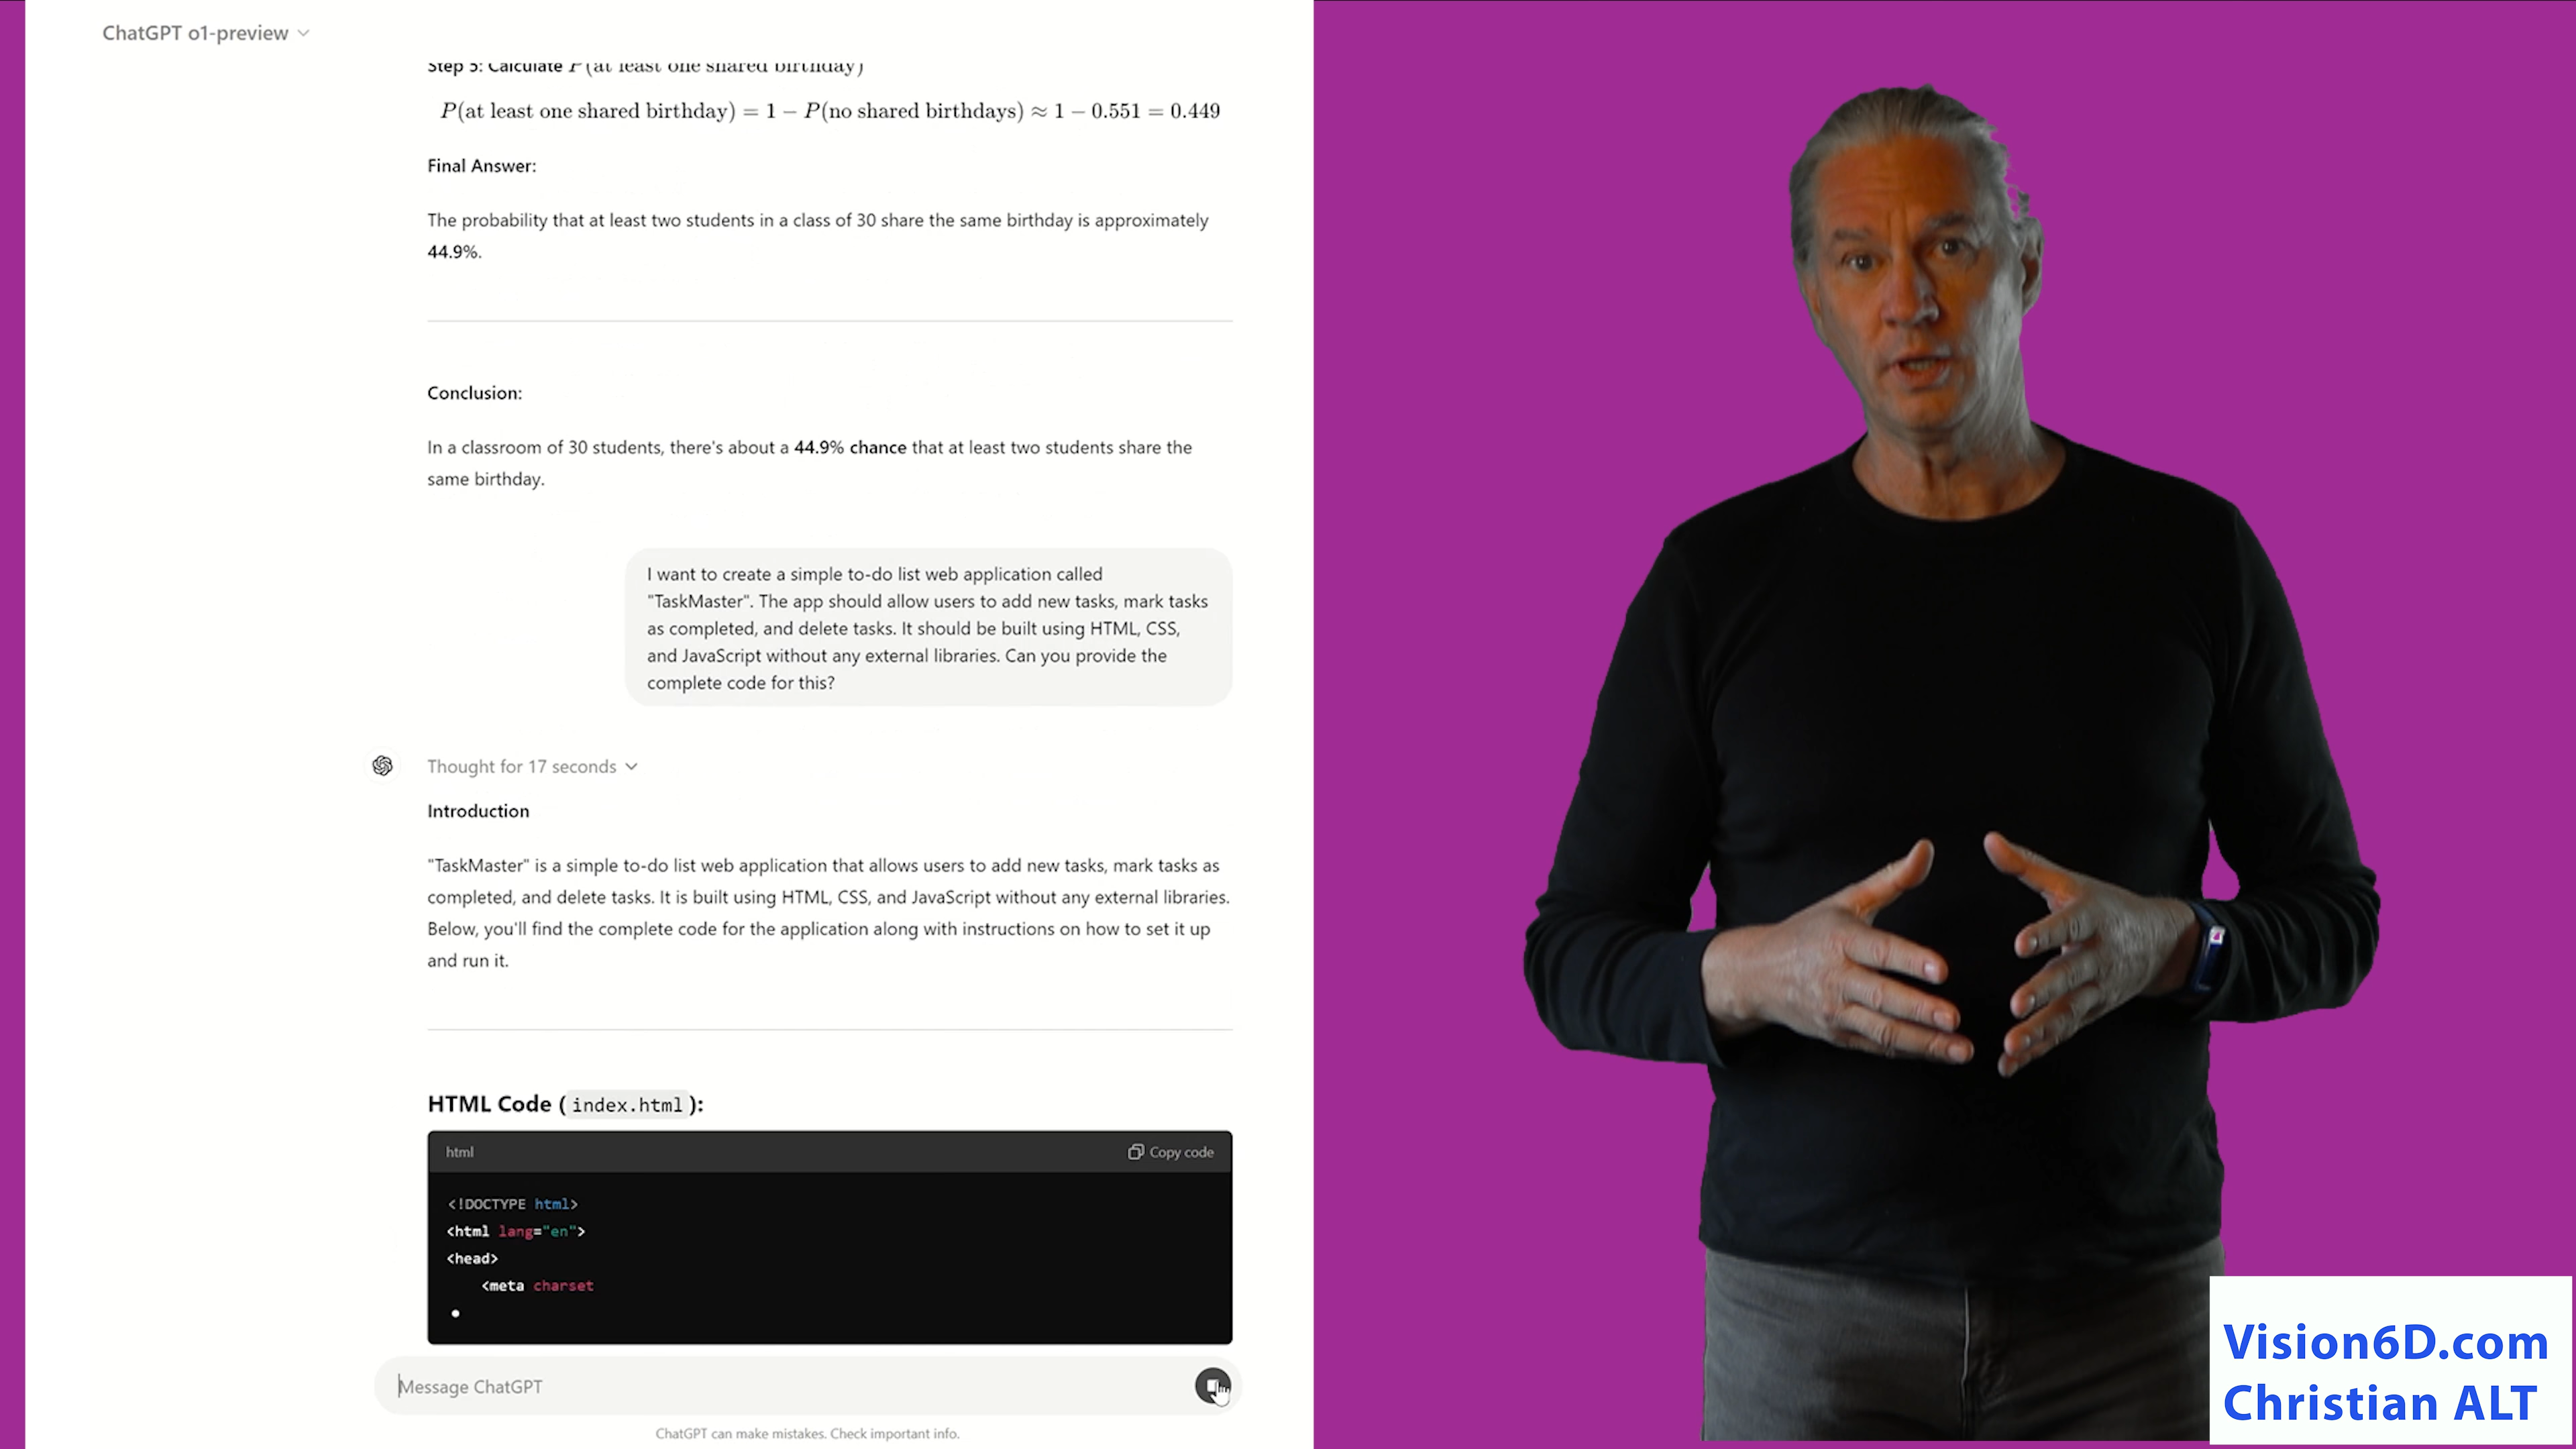 ChatGPT o1-preview
Step 5: Calculate P(at least one shared birthday)
P(at least one shared birthday) = 1 − P(no shared birthdays) ≈ 1 − 0.551 = 0.449
Final Answer:
The probability that at least two students in a class of 30 share the same birthday is approximately
44.9%.
Conclusion:
In a classroom of 30 students, there's about a 44.9% chance that at least two students share the
same birthday.
I want to create a simple to-do list web application called
"TaskMaster". The app should allow users to add new tasks, mark tasks
as completed, and delete tasks. It should be built using HTML, CSS,
and JavaScript without any external libraries. Can you provide the
complete code for this?
Thought for 17 seconds
Introduction
"TaskMaster" is a simple to-do list web application that allows users to add new tasks, mark tasks as
completed, and delete tasks. It is built using HTML, CSS, and JavaScript without any external libraries.
Below, you'll find the complete code for the application along with instructions on how to set it up
and run it.
HTML Code (index.html):
html
Copy code
<!DOCTYPE html>
<html lang="en">
<head>
<meta charset
Message ChatGPT
ChatGPT can make mistakes. Check important info.
Vision6D.com
Christian ALT